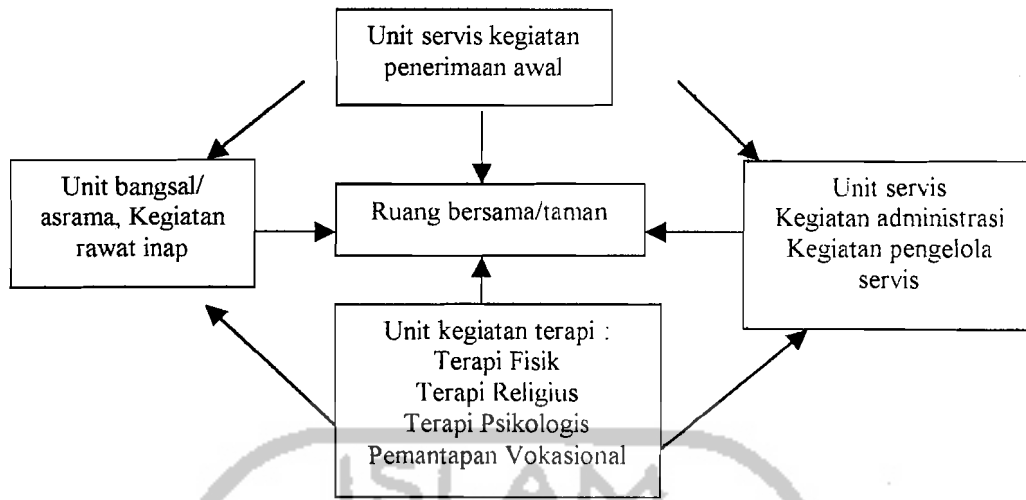 Unit servis kegiatan
penerimaan awal
Unit bangsal/
asrama, Kegiatan
rawat inap
Ruang bersama/taman
Unit servis
Kegiatan administrasi
Kegiatan pengelola
servis
Unit kegiatan terapi :
Terapi Fisik
Terapi Religius
Terapi Psikologis
Pemantapan Vokasional
ISLAM